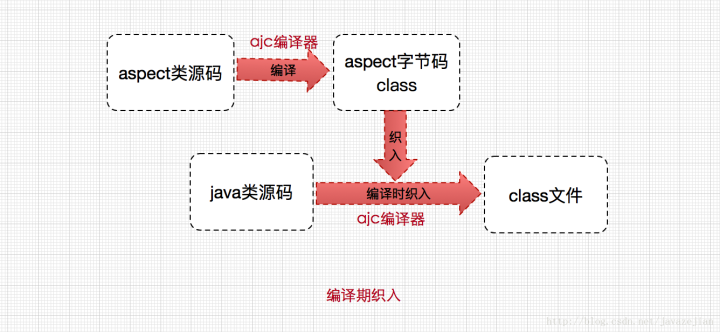 ajc编译器
aspect类源码
编译
aspect字节码
class
织
入
java类源码
编译时织入
class文件
ajc编译器
编译期织入
http://blog.csdn.net/javazejian